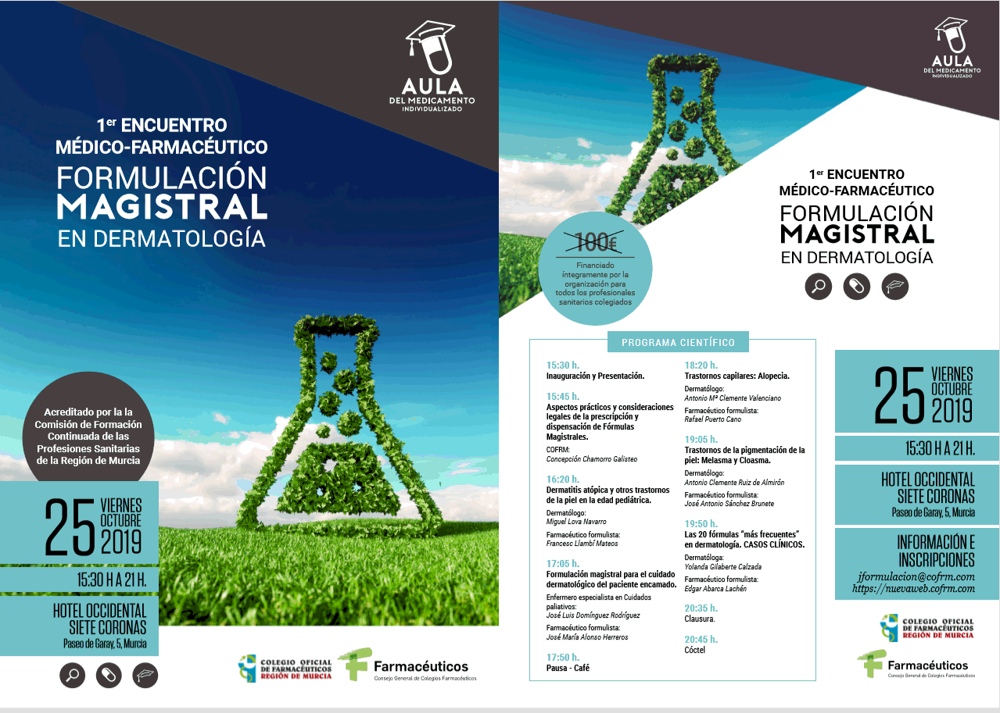 AULA
DEL MEDICAMENTO
INDIVIDUALIZADO
1er ENCUENTRO
MÉDICO-FARMACÉUTICO
FORMULACIÓN
MAGISTRAL
EN DERMATOLOGÍA
Acreditado por la la
Comisión de Formación
Continuada de las
Profesiones Sanitarias
de la Región de Murcia
25 VIERNES
OCTUBRE
2019
15:30 H A 21 H.
HOTEL OCCIDENTAL
SIETE CORONAS
Paseo de Garay, 5, Murcia
COLEGIO OFICIAL
DE FARMACÉUTICOS
REGIÓN DE MURCIA
Farmacéuticos
Consejo General de Colegios Farmacéuticos
AULA
DEL MEDICAMENTO
INDIVIDUALIZADO
1er ENCUENTRO
MÉDICO-FARMACÉUTICO
FORMULACIÓN
MAGISTRAL
EN DERMATOLOGÍA
100€
Financiado
íntegramente por la
organización para
todos los profesionales
sanitarios colegiados
PROGRAMA CIENTÍFICO
15:30 h.
Inauguración y Presentación.
15:45 h.
Aspectos prácticos y consideraciones
legales de la prescripción y
dispensación de Fórmulas
Magistrales.
COFRM:
Concepción Chamorro Galisteo
16:20 h.
Dermatitis atópica y otros trastornos
de la piel en la edad pediátrica.
Dermatólogo:
Miguel Lova Navarro
Farmacéutico formulista:
Francesc Llambí Mateos
17:05 h.
Formulación magistral para el cuidado
dermatológico del paciente encamado.
Enfermero especialista en Cuidados
paliativos:
José Luis Domínguez Rodríguez
Farmacéutico formulista:
José María Alonso Herreros
17:50 h.
Pausa - Café
18:20 h.
Trastornos capilares: Alopecia.
Dermatólogo:
Antonio Mª Clemente Valenciano
Farmacéutico formulista:
Rafael Puerto Cano
19:05 h.
Trastornos de la pigmentación de la
piel: Melasma y Cloasma.
Dermatólogo:
Antonio Clemente Ruiz de Almirón
Farmacéutico formulista:
José Antonio Sánchez Brunete
19:50 h.
Las 20 fórmulas “más frecuentes”
en dermatología. CASOS CLÍNICOS.
Dermatóloga:
Yolanda Gilaberte Calzada
Farmacéutico formulista:
Edgar Abarca Lachén
20:35 h.
Clausura.
20:45 h.
Cóctel
25 VIERNES
OCTUBRE
2019
15:30 H A 21 H.
HOTEL OCCIDENTAL
SIETE CORONAS
Paseo de Garay, 5, Murcia
INFORMACIÓN E
INSCRIPCIONES
jformulacion@cofrm.com
https://nuevaweb.cofrm.com
COLEGIO OFICIAL
DE FARMACÉUTICOS
REGIÓN DE MURCIA
Farmacéuticos
Consejo General de Colegios Farmacéuticos